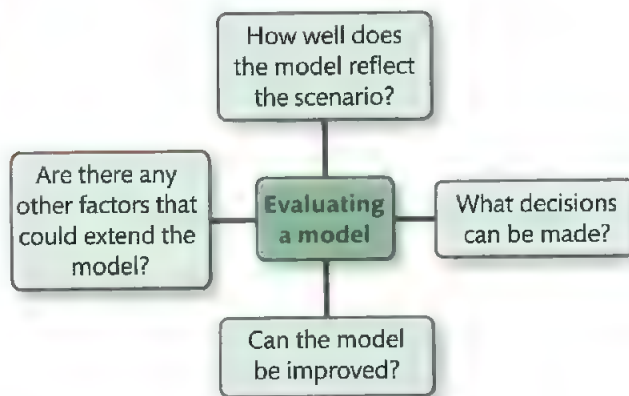 How well does
the model reflect
the scenario?
Are there any
other factors that
could extend the
model?
Evaluating
a model
What decisions
can be made?
Can the model
be improved?